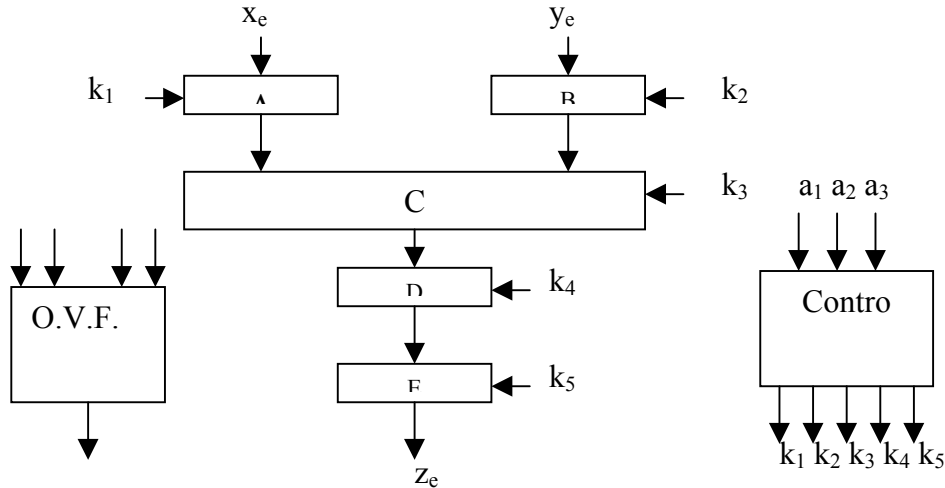 xₑ yₑ
k₁ A B k₂
C k₃
a₁ a₂ a₃
D k₄
O.V.F. Contro
k₅
zₑ
k₁ k₂ k₃ k₄ k₅